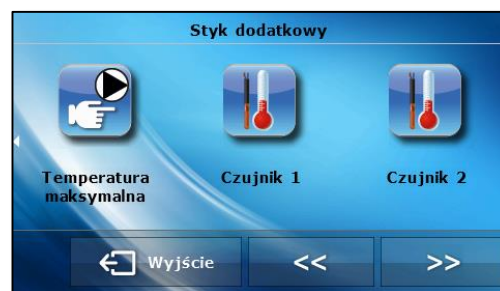 Styk dodatkowy
Temperatura
maksymalna
Czujnik 1
Czujnik 2
Wyjście
<<
>>